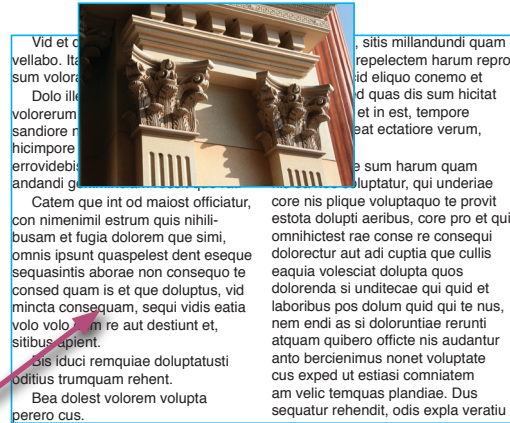 Vid et
vellabo. Ita
sum volora
Dolo ille
volorerum
sandiore
hicimpore
errovidebis
andandi
Catem que int od maiost officiatur,
con nimenimil estrum quis nihili-
busam et fugia dolorem que simi,
omnis ipsunt quaspelest dent eseque
sequasintis aborae non consequo te
consed quam is et que doluptus, vid
mincta consequam, sequi vidis eatia
volo volo re aut destiunt et,
sitibus apient.
Bis iduci remquiae doluptatusti
oditius trumquam rehent.
Bea dolest volorem volupta
perero cus.
, sitis millandundi quam
repelectem harum repro
cid eliquo conemo et
ed quas dis sum hicitat
et in est, tempore
eat ectatiore verum,
e sum harum quam
voluptatur, qui underiae
core nis plique voluptaquo te provit
estota dolupti aeribus, core pro et qui
omnihictest rae conse re consequi
dolorectur aut adi cuptia que cullis
eaquia volesciat dolupta quos
dolorenda si unditecae qui quid et
laboribus pos dolum quid qui te nus,
nem endi as si doloruntiae rerunti
atquam quibero officte nis audantur
anto bercienimus nonet voluptate
cus exped ut estiasi comniatem
am velic temquas plandiae. Dus
sequatur rehendit, odis expla veratiu